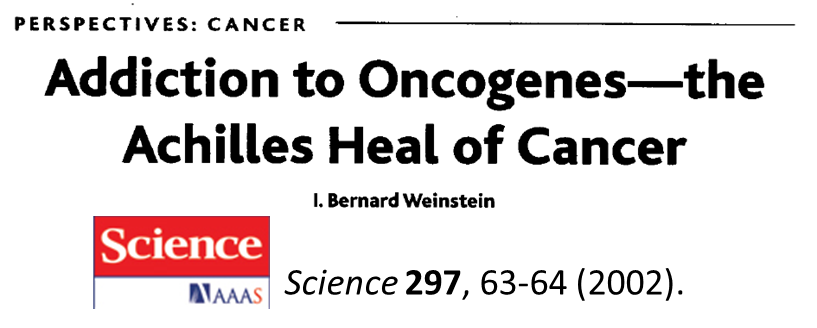 PERSPECTIVES: CANCER
Addiction to Oncogenes—the
Achilles Heal of Cancer
I. Bernard Weinstein
Science
AAAS
Science 297, 63-64 (2002).